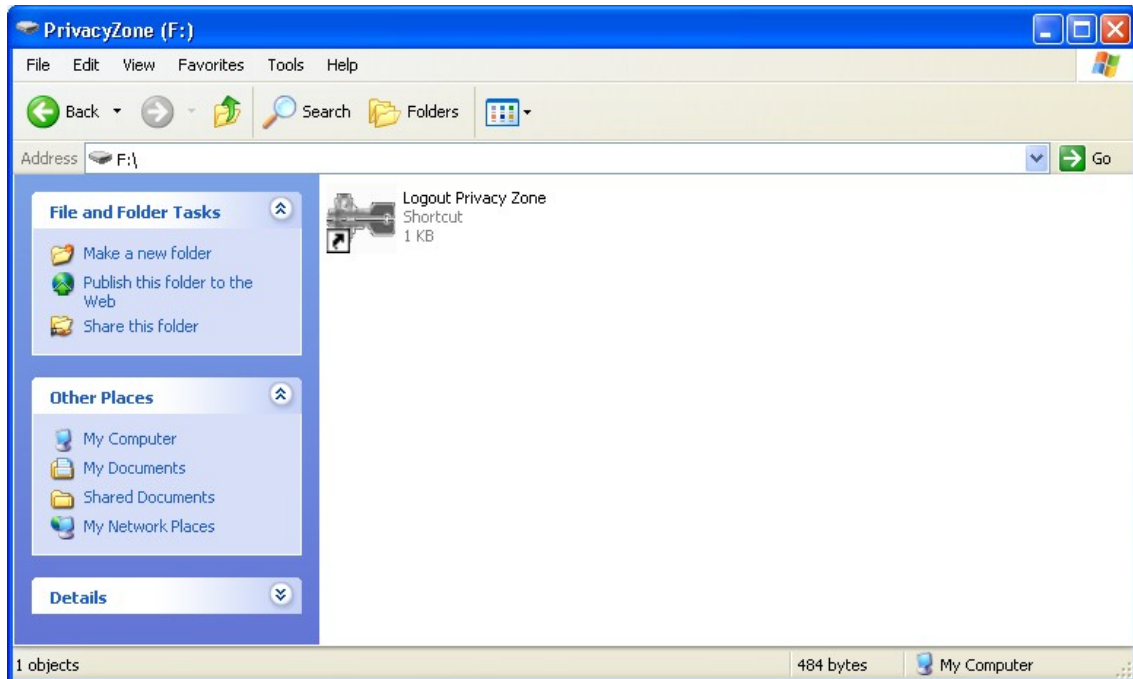 PrivacyZone (F:)
File Edit View Favorites Tools Help
Back Search Folders
Address F:\ Go
File and Folder Tasks
Make a new folder
Publish this folder to the
Web
Share this folder
Other Places
My Computer
My Documents
Shared Documents
My Network Places
Details
Logout Privacy Zone
Shortcut
1 KB
1 objects 484 bytes My Computer